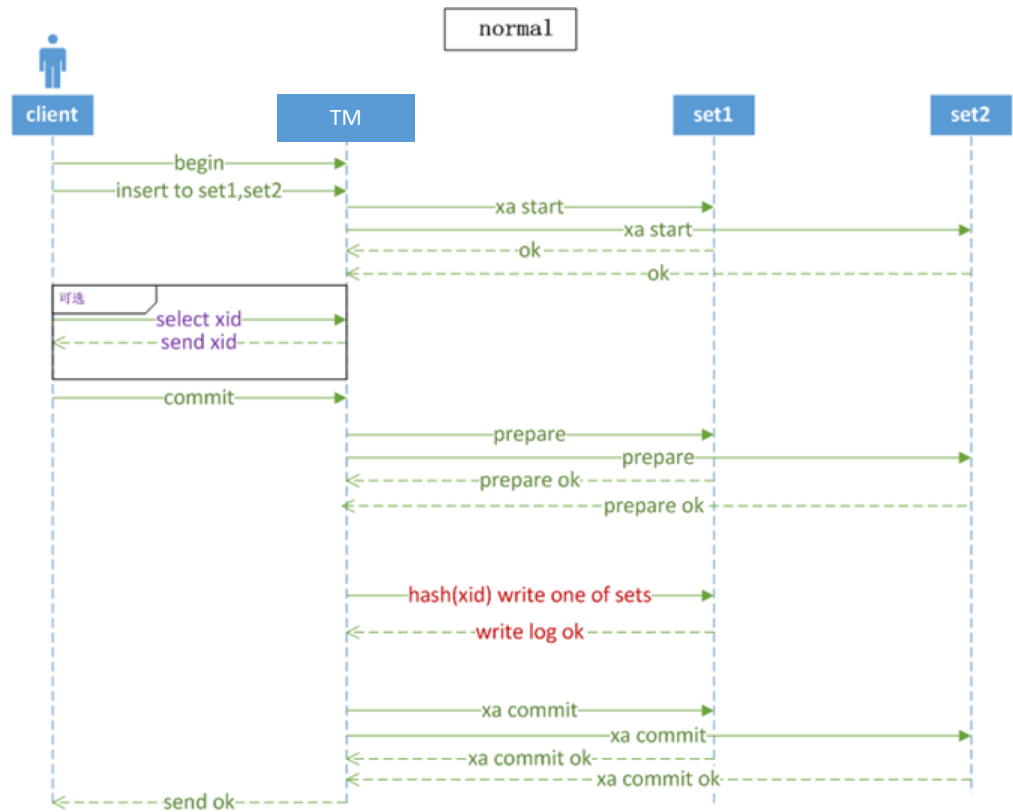 normal
client
TM
set1
set2
begin
insert to set1,set2
xa start
xa start
ok
ok
可选
select xid
send xid
commit
prepare
prepare
prepare ok
prepare ok
hash(xid) write one of sets
write log ok
xa commit
xa commit
xa commit ok
xa commit ok
send ok